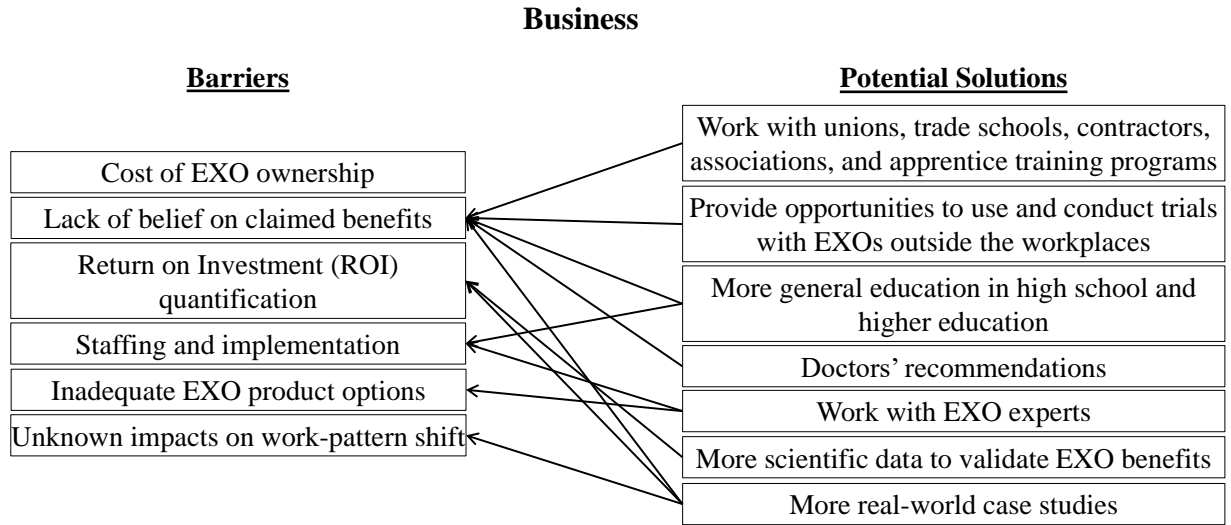 Business
Barriers
Cost of EXO ownership
Lack of belief on claimed benefits
Return on Investment (ROI)
quantification
Staffing and implementation
Inadequate EXO product options
Unknown impacts on work-pattern shift
Potential Solutions
Work with unions, trade schools, contractors,
associations, and apprentice training programs
Provide opportunities to use and conduct trials
with EXOs outside the workplaces
More general education in high school and
higher education
Doctors’ recommendations
Work with EXO experts
More scientific data to validate EXO benefits
More real-world case studies